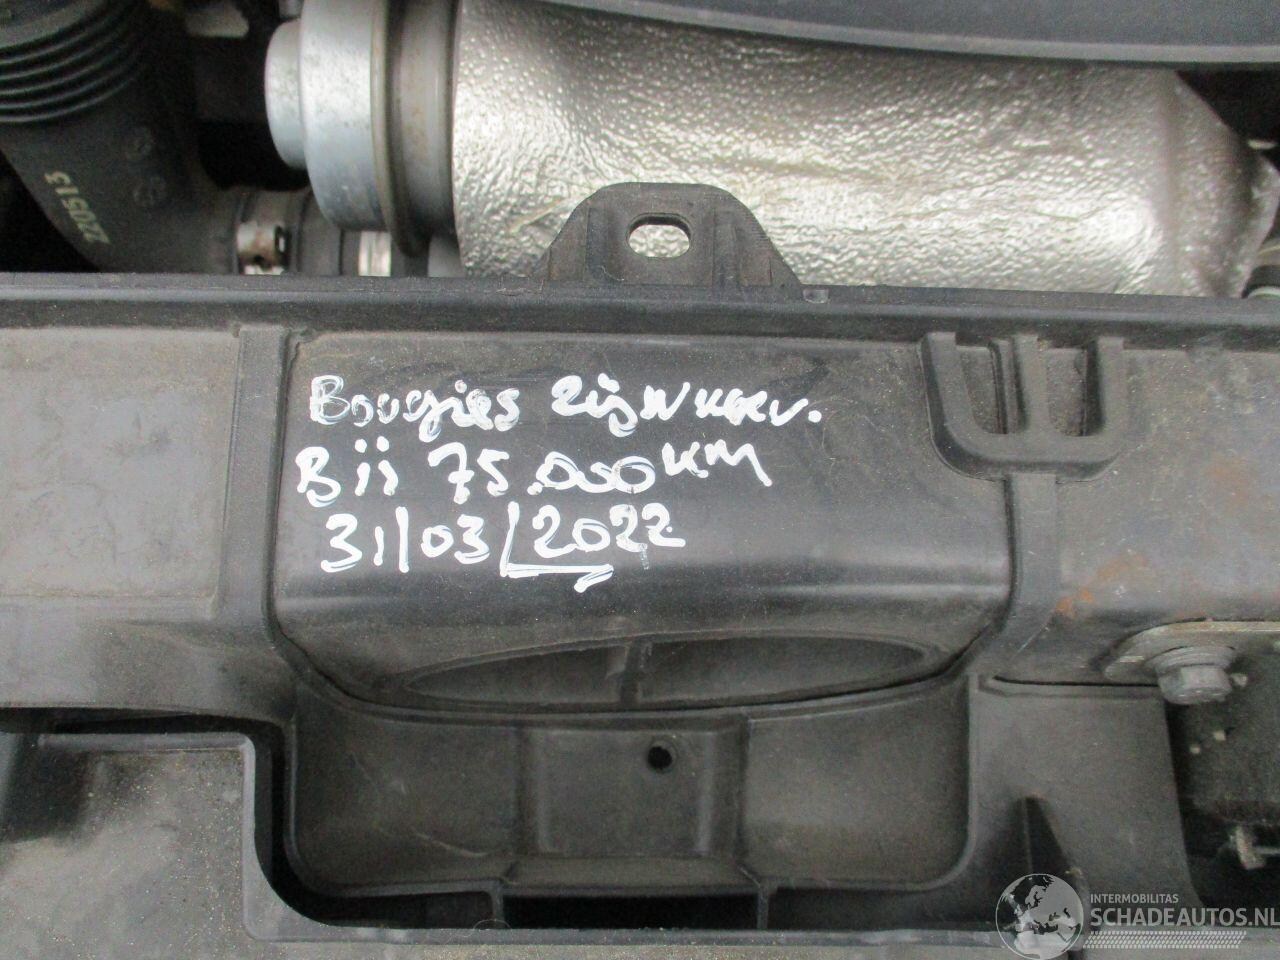 220513
Bougies zijn verv.
Bij 75.000 KM
31/03/2022
INTERMOBILITAS
SCHADEAUTOS.NL